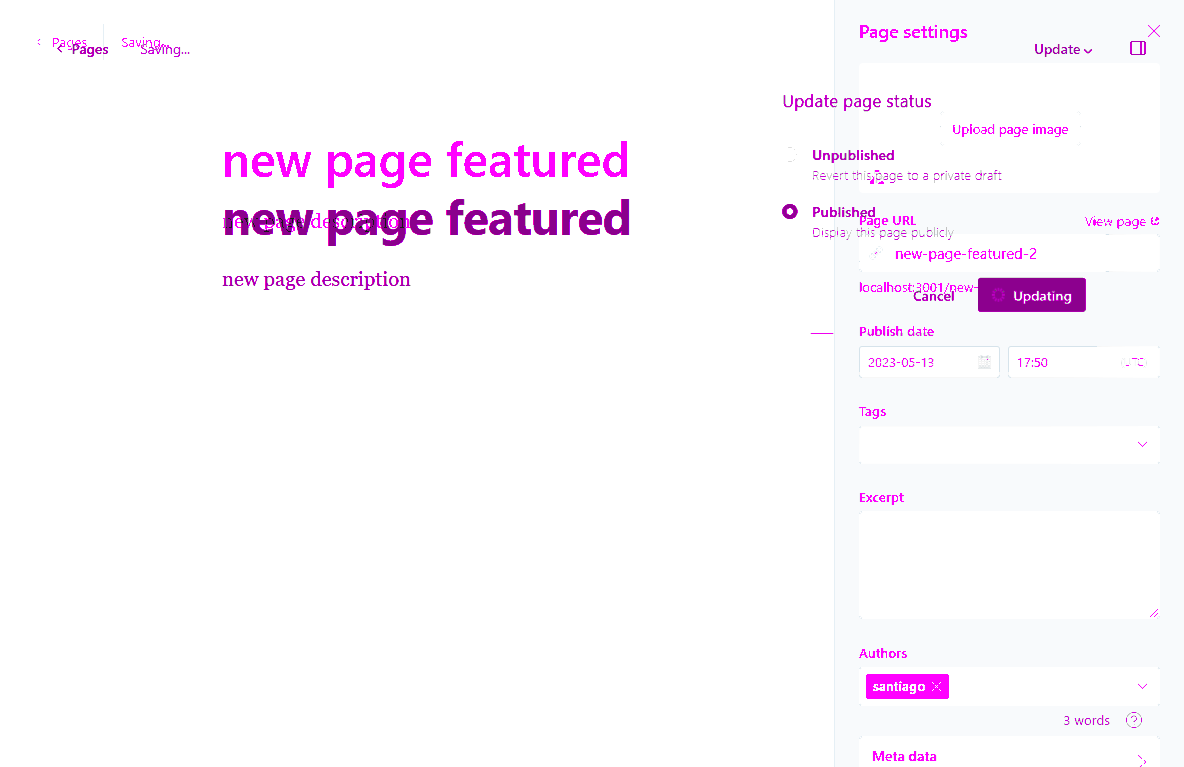 Pages
Saving...
Pages
Saving...
Page settings
Update
Update page status
Upload page image
Unpublished
Revert this page to a private draft
new page featured
new page description
new page featured
new page description
Published
Display this page publicly
Page URL
View page
new-page-featured-2
localhost:3001/new-
Cancel
Updating
Publish date
2023-05-13
17:50
UTC
Tags
Excerpt
Authors
santiago
3 words
Meta data